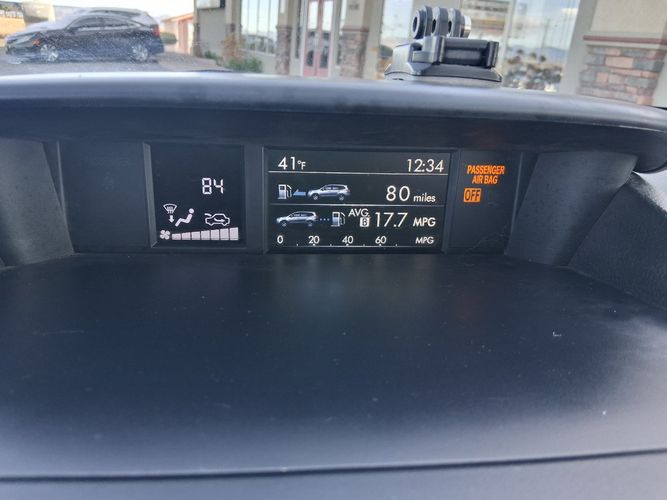 84
41°F 12:34
80 miles
AVG. B 17.7 MPG
0 20 40 60 MPG
PASSENGER
AIR BAG
OFF